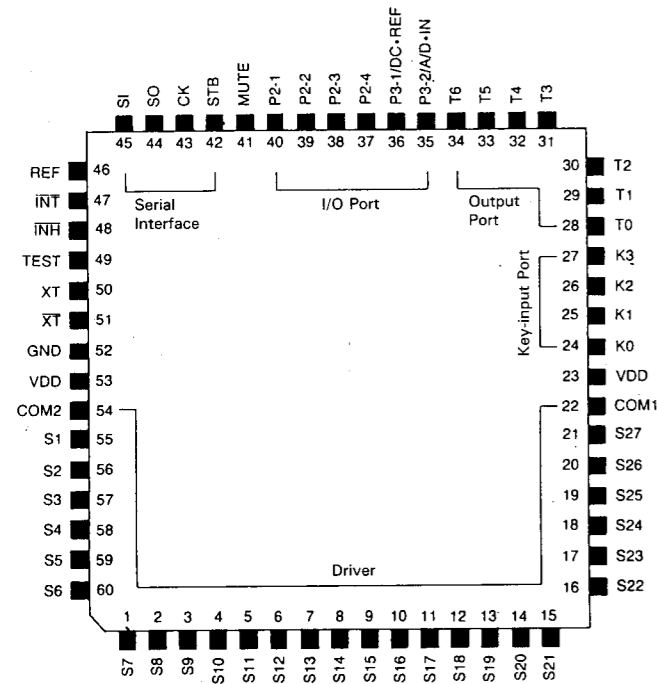 SI SO CK STB MUTE P2-1 P2-2 P2-3 P2-4 P3-1/DC•REF P3-2/A/D•IN T6 T5 T4 T3
45 44 43 42 41 40 39 38 37 36 35 34 33 32 31
REF 46
INT 47
INH 48
TEST 49
XT 50
XT 51
GND 52
VDD 53
COM2 54
S1 55
S2 56
S3 57
S4 58
S5 59
S6 60
Serial
Interface
I/O Port
Output
Port
Key-input Port
Driver
30 T2
29 T1
28 T0
27 K3
26 K2
25 K1
24 K0
23 VDD
22 COM1
21 S27
20 S26
19 S25
18 S24
17 S23
16 S22
1 2 3 4 5 6 7 8 9 10 11 12 13 14 15
S7 S8 S9 S10 S11 S12 S13 S14 S15 S16 S17 S18 S19 S20 S21